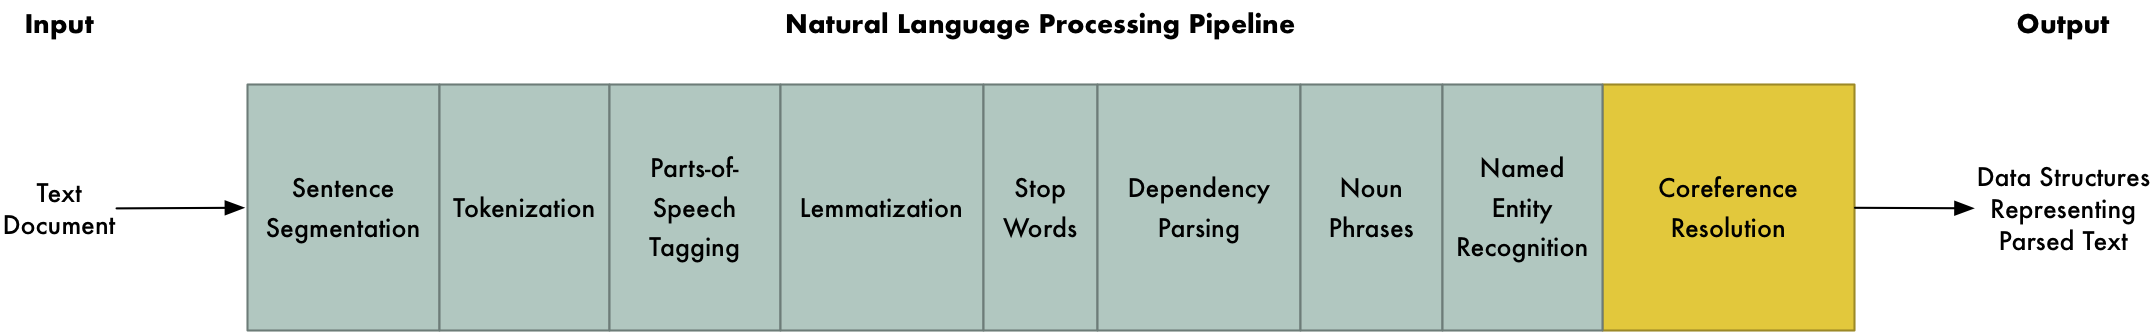 Input
Natural Language Processing Pipeline
Output
Text
Document
Sentence
Segmentation
Tokenization
Parts-of-
Speech
Tagging
Lemmatization
Stop
Words
Dependency
Parsing
Noun
Phrases
Named
Entity
Recognition
Coreference
Resolution
Data Structures
Representing
Parsed Text